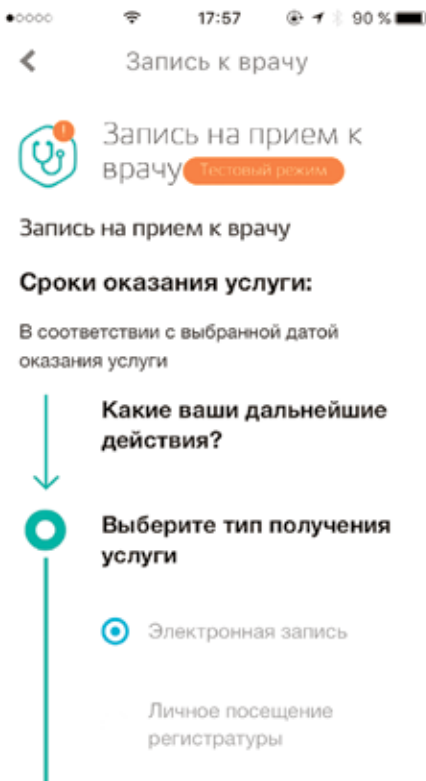 17:57 90 %
Запись к врачу
Запись на прием к
врачу Тестовый режим
Запись на прием к врачу
Сроки оказания услуги:
В соответствии с выбранной датой
оказания услуги
Какие ваши дальнейшие
действия?
Выберите тип получения
услуги
Электронная запись
Личное посещение
регистратуры